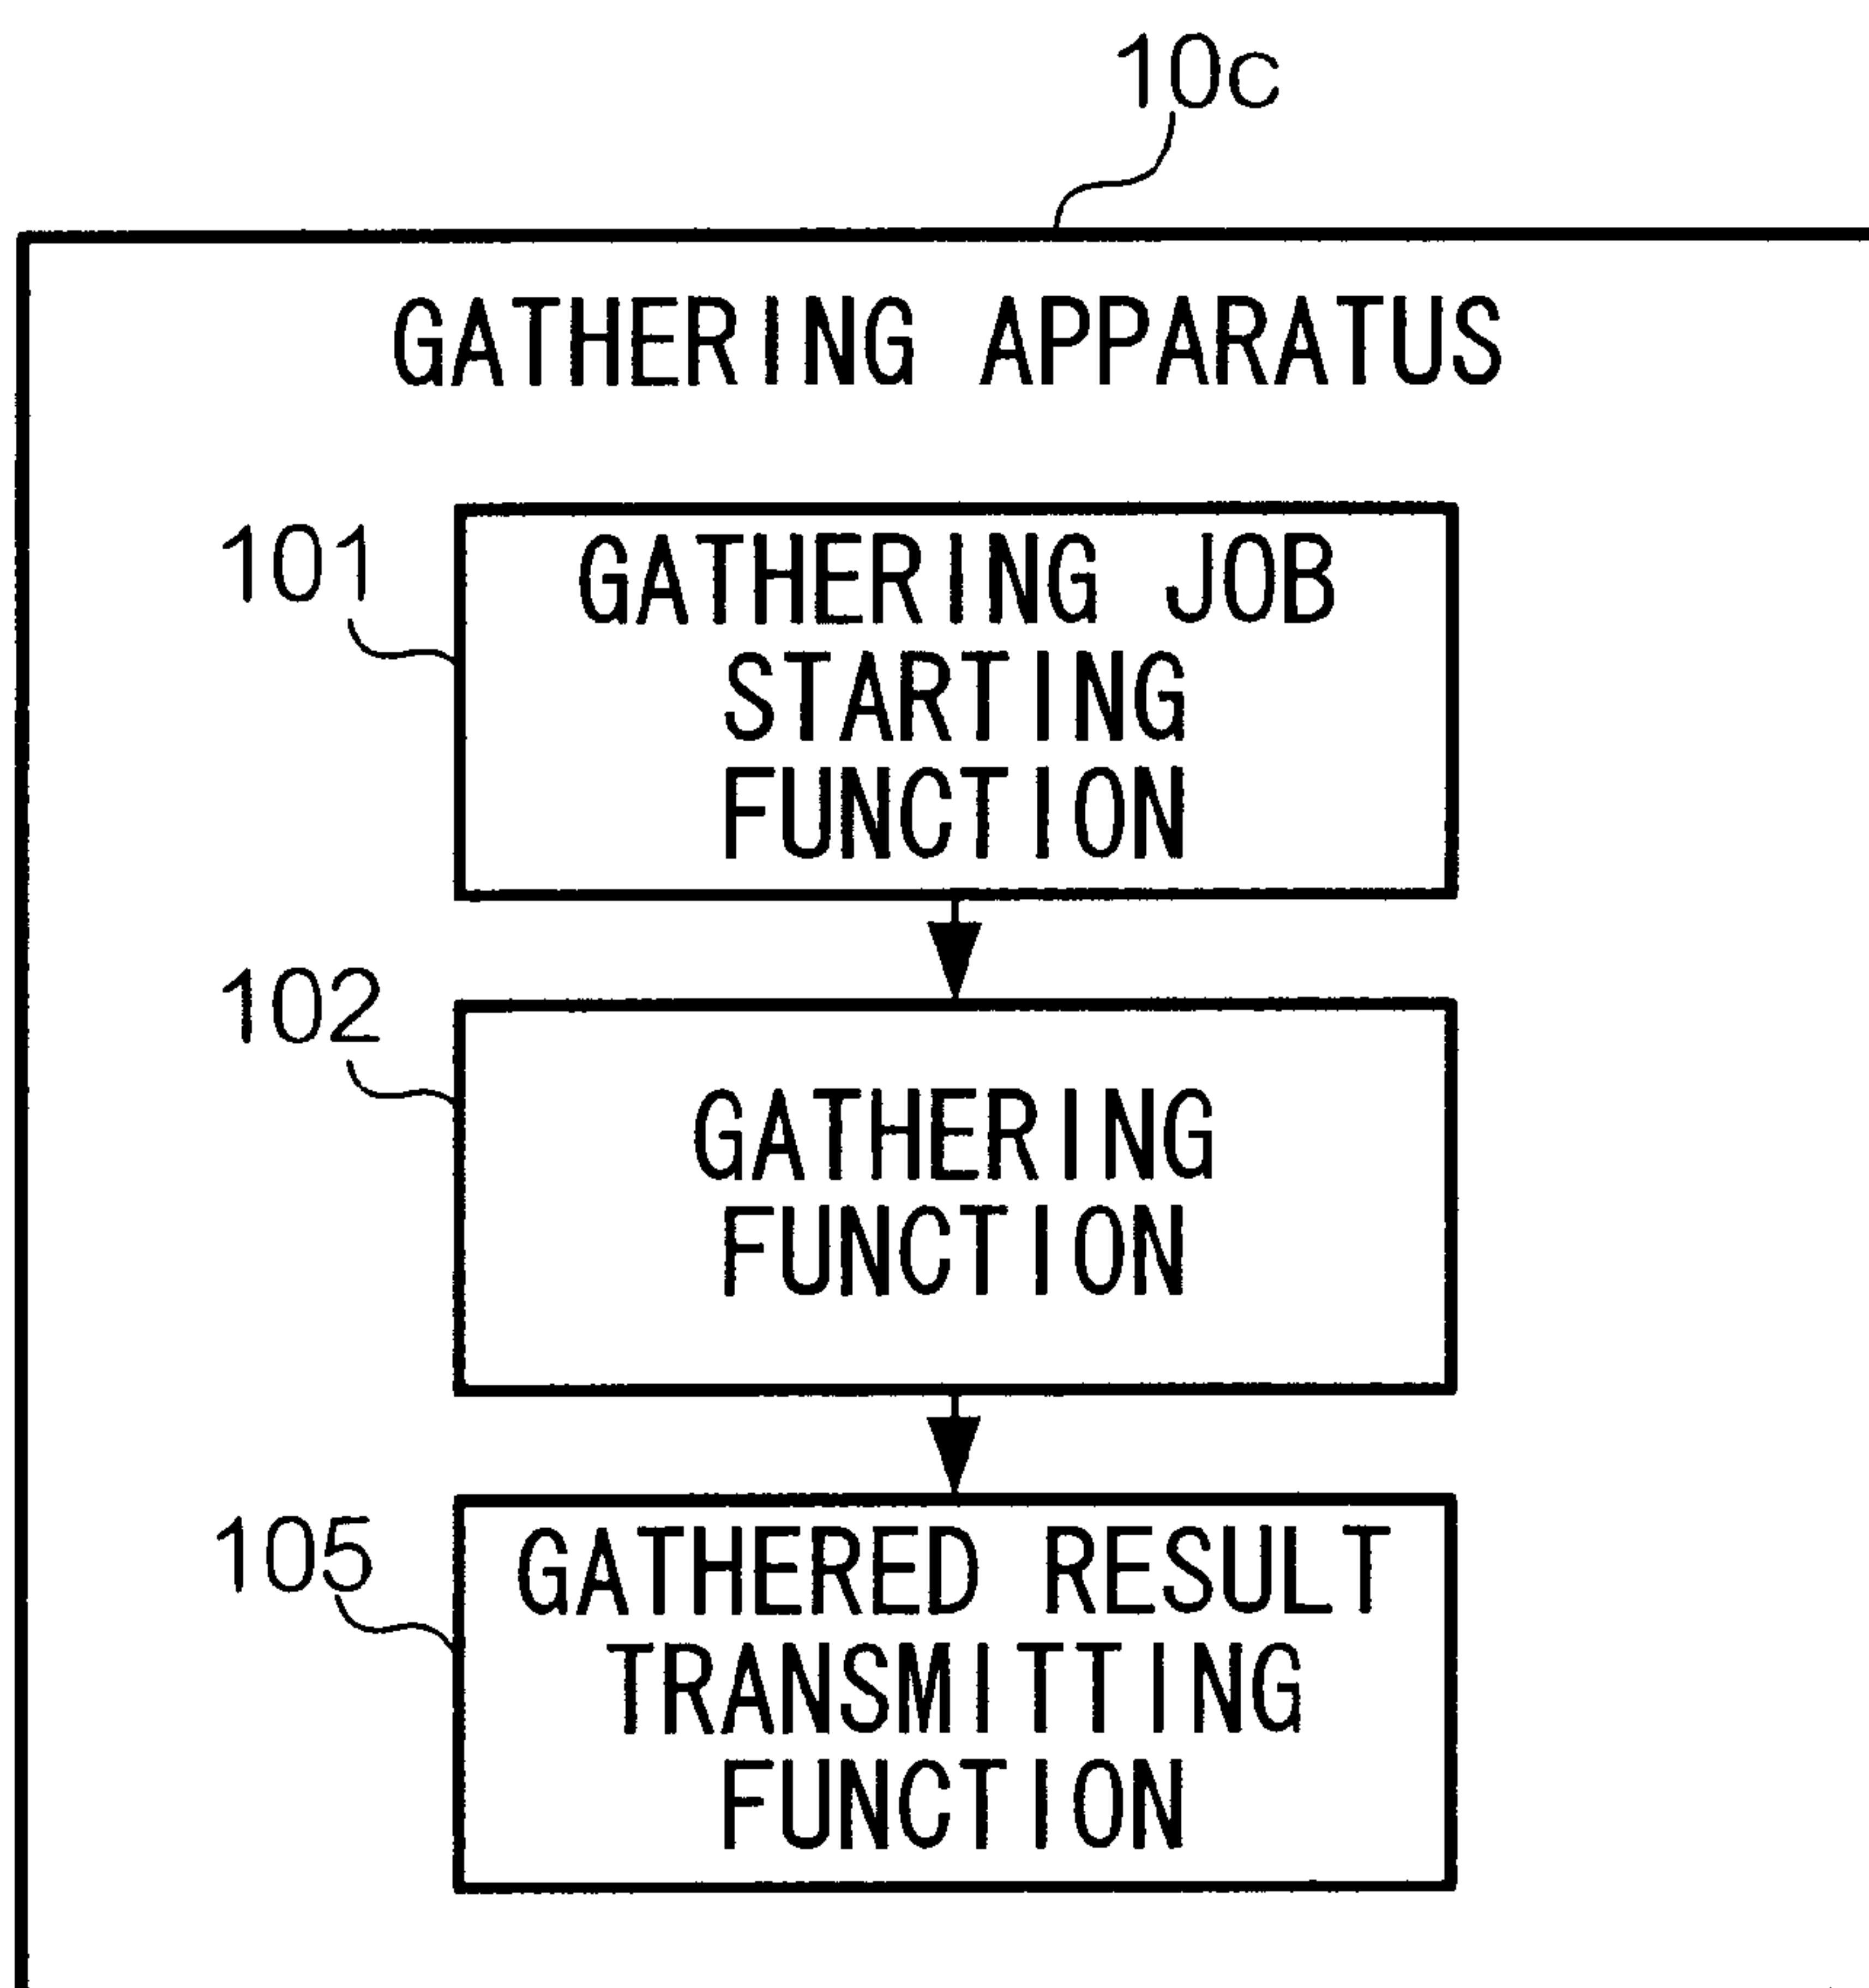 10c
GATHERING APPARATUS
101
GATHERING JOB
STARTING
FUNCTION
102
GATHERING
FUNCTION
105
GATHERED RESULT
TRANSMITTING
FUNCTION